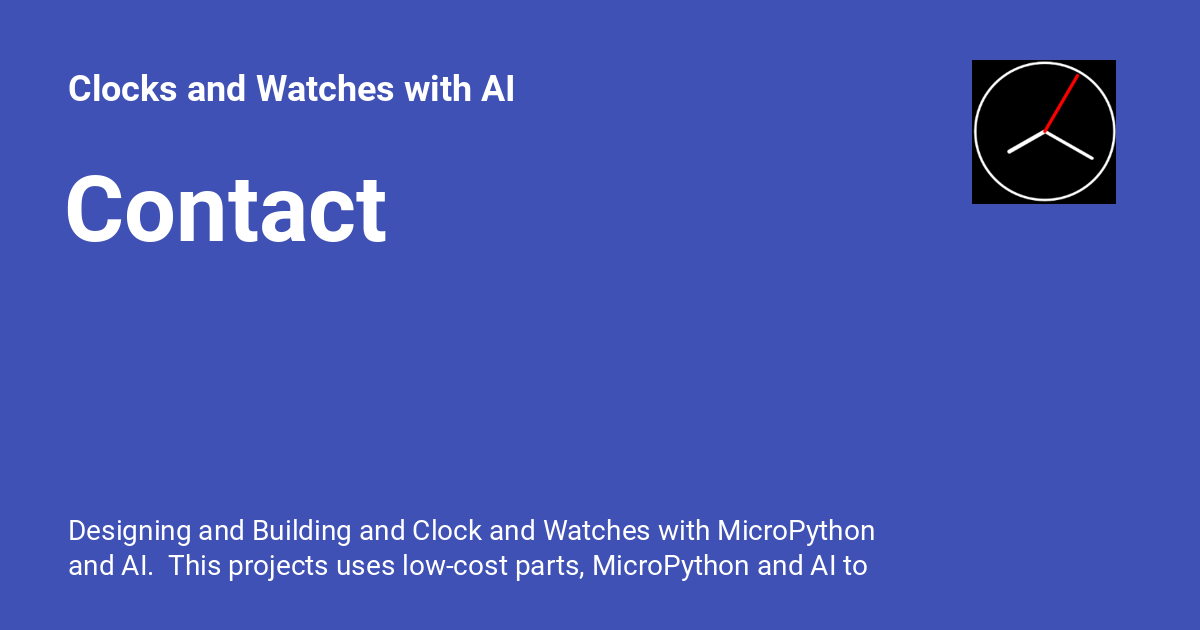 Clocks and Watches with AI
Contact
Designing and Building and Clock and Watches with MicroPython
and AI.  This projects uses low-cost parts, MicroPython and AI to